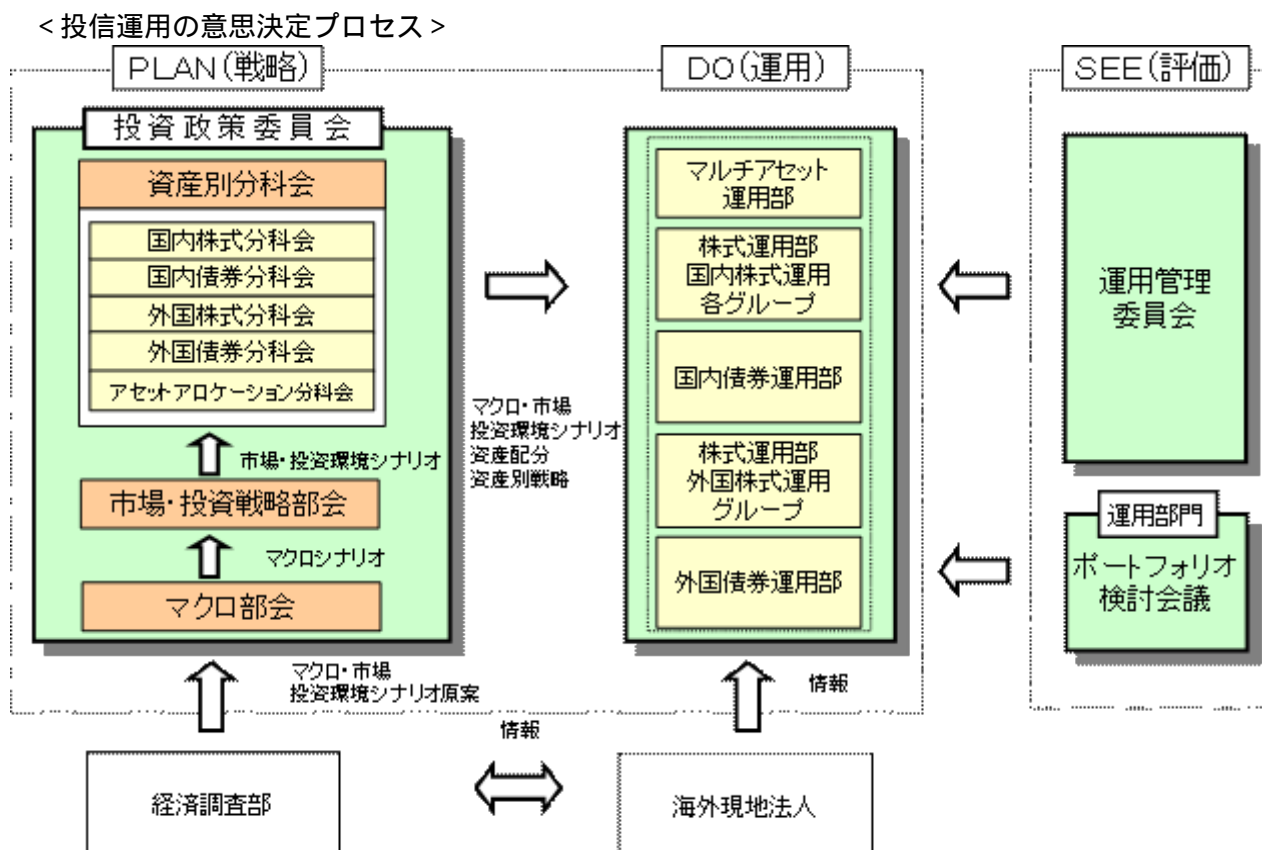 <投信運用の意思決定プロセス>
PLAN(戦略)
投資政策委員会
資産別分科会
国内株式分科会
国内債券分科会
外国株式分科会
外国債券分科会
アセットアロケーション分科会
市場・投資環境シナリオ
市場・投資戦略部会
マクロシナリオ
マクロ部会
マクロ・市場
投資環境シナリオ原案
経済調査部
マクロ・市場
投資環境シナリオ
資産配分
資産別戦略
情報
DO(運用)
マルチアセット
運用部
株式運用部
国内株式運用
各グループ
国内債券運用部
株式運用部
外国株式運用
グループ
外国債券運用部
情報
海外現地法人
SEE(評価)
運用管理
委員会
運用部門
ポートフォリオ
検討会議